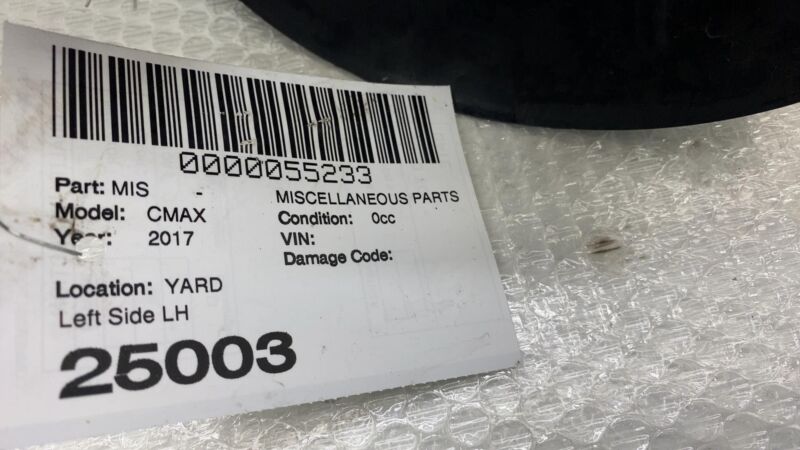 0000055233
Part: MIS - MISCELLANEOUS PARTS
Model: CMAX Condition: 0cc
Year: 2017 VIN:
Damage Code:
Location: YARD
Left Side LH
25003